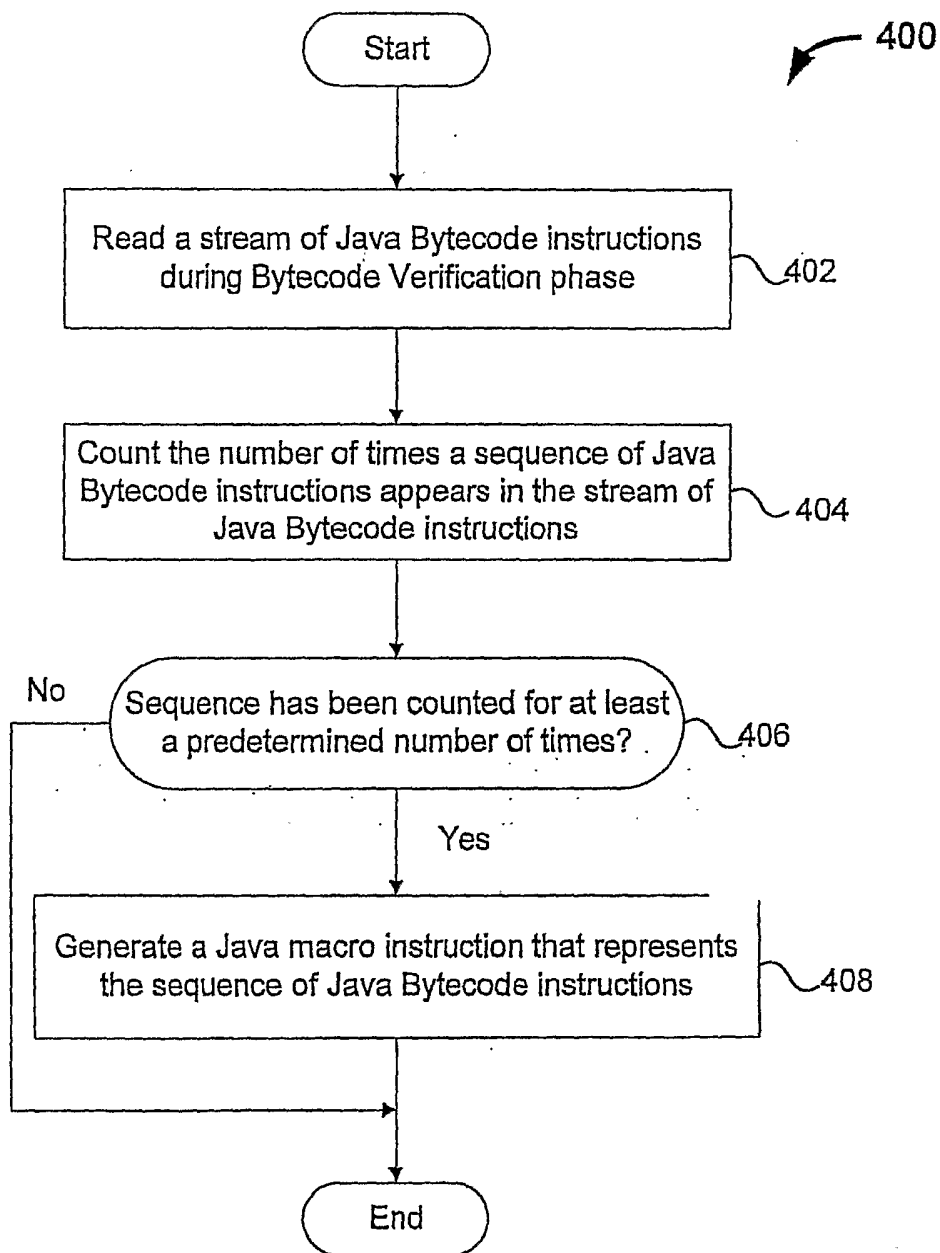 Start
400
Read a stream of Java Bytecode instructions
during Bytecode Verification phase
402
Count the number of times a sequence of Java
Bytecode instructions appears in the stream of
Java Bytecode instructions
404
No
Sequence has been counted for at least
a predetermined number of times?
406
Yes
Generate a Java macro instruction that represents
the sequence of Java Bytecode instructions
408
End